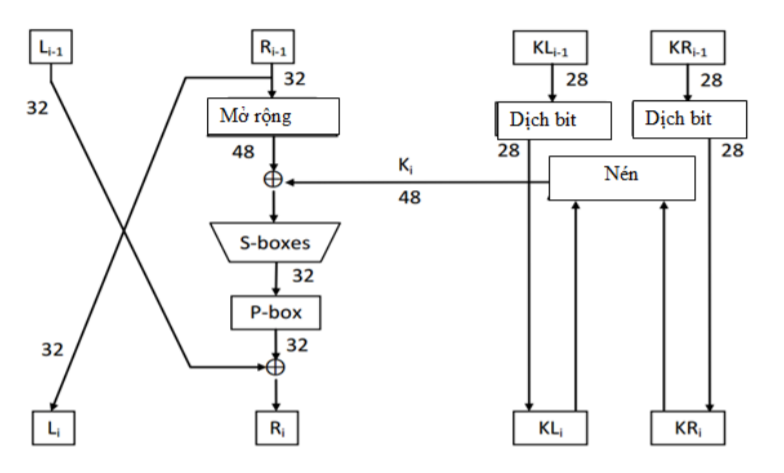 Li-1 Ri-1 KLi-1 KRi-1
32 28 28
32
Mở rộng Dịch bit Dịch bit
48 28 28
Ki Nén
48
S-boxes
32
P-box
32 32
Li Ri KLi KRi